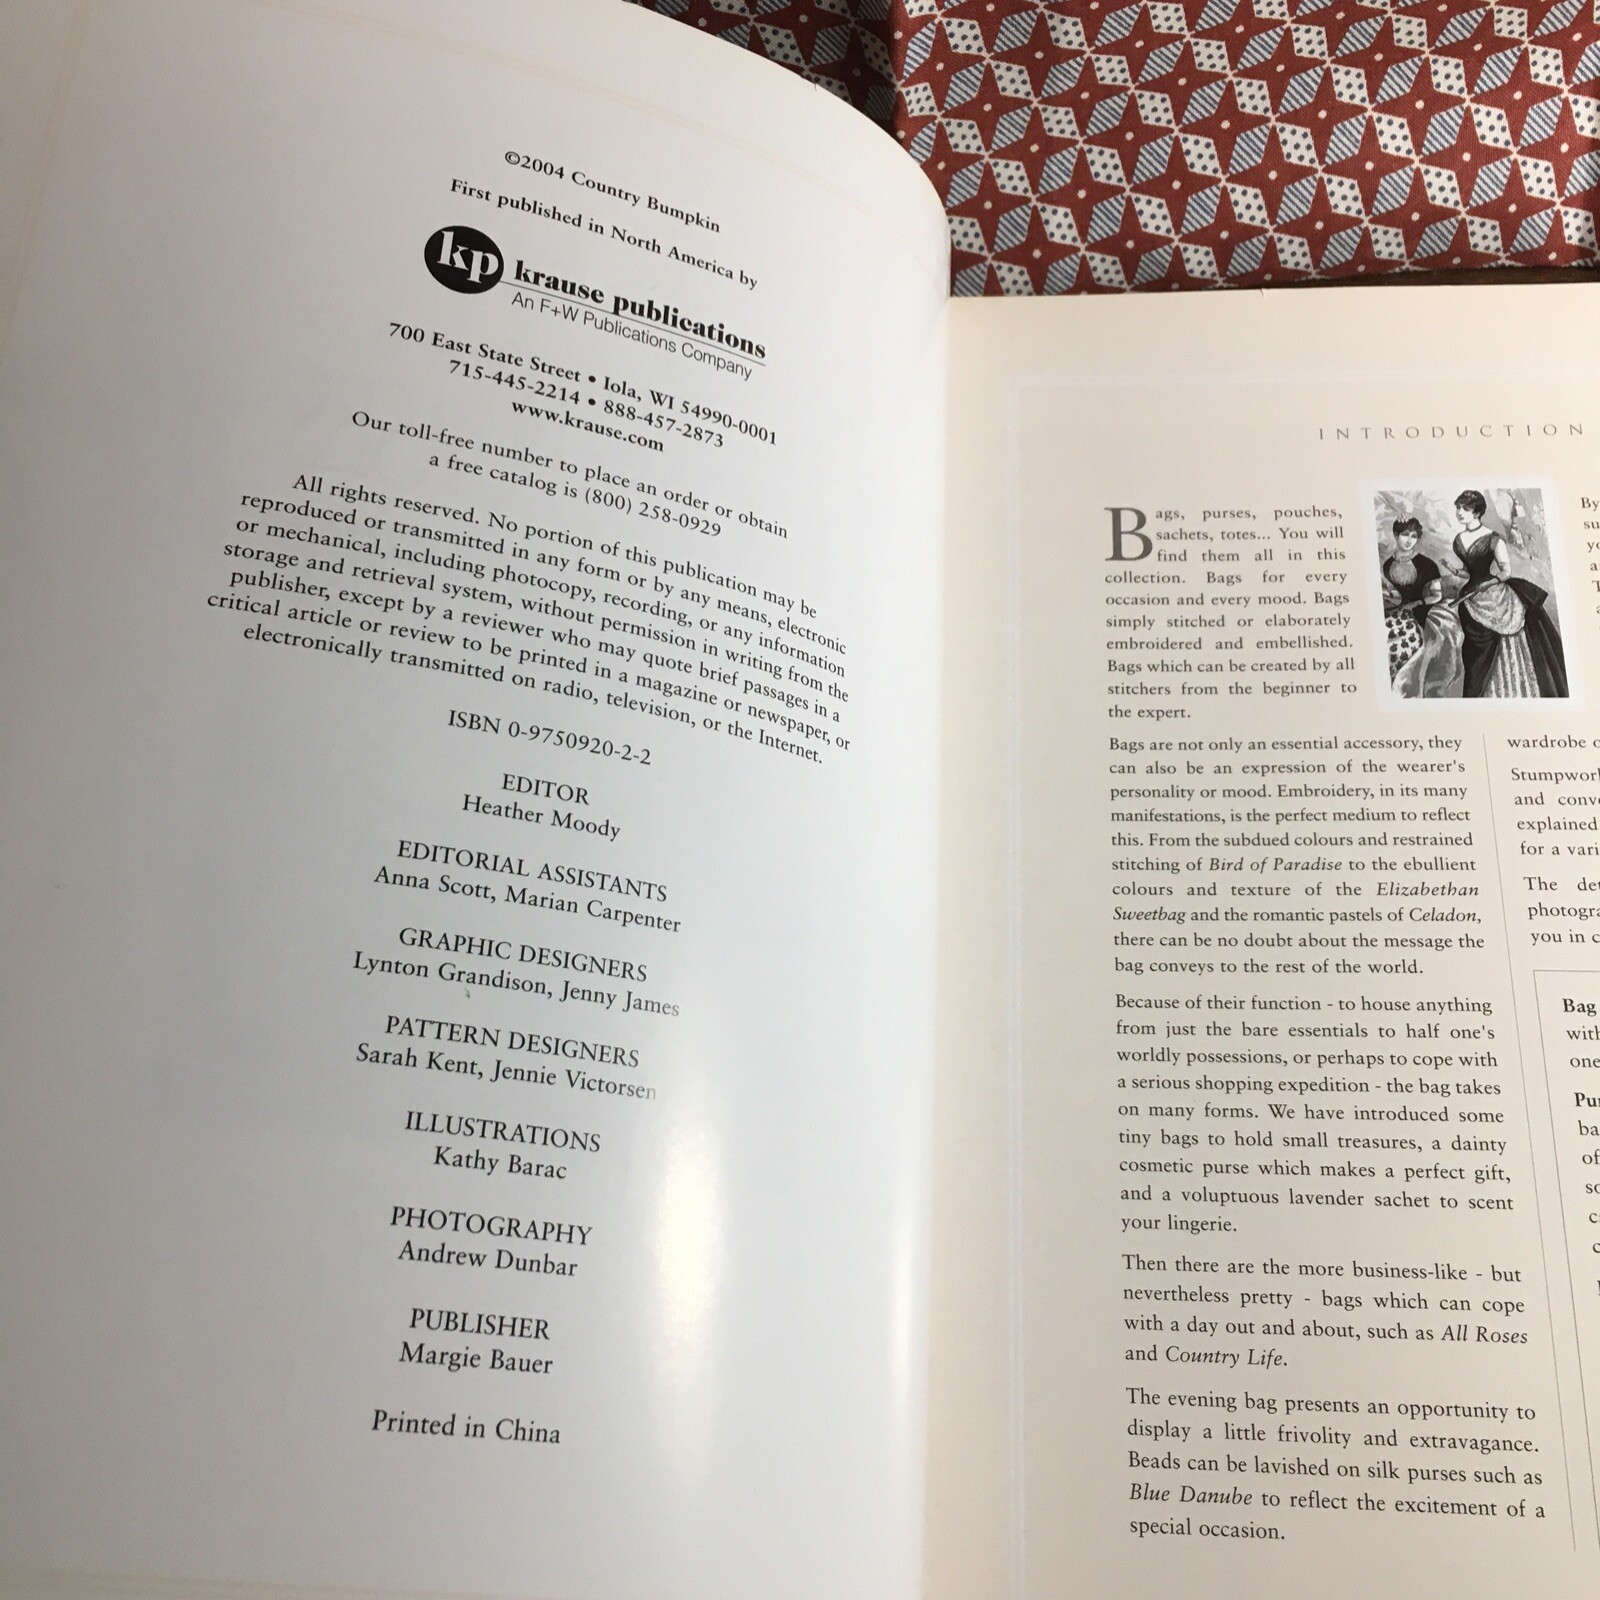 ©2004 Country Bumpkin
First published in North America by
kp krause publications
An F+W Publications Company
700 East State Street • Iola, WI 54990-0001
715-445-2214 • 888-457-2873
www.krause.com
Our toll-free number to place an order or obtain
a free catalog is (800) 258-0929
All rights reserved. No portion of this publication may be
reproduced or transmitted in any form or by any means, electronic
or mechanical, including photocopy, recording, or any information
storage and retrieval system, without permission in writing from the
publisher, except by a reviewer who may quote brief passages in a
critical article or review to be printed in a magazine or newspaper, or
electronically transmitted on radio, television, or the Internet.
ISBN 0-9750920-2-2
EDITOR
Heather Moody
EDITORIAL ASSISTANTS
Anna Scott, Marian Carpenter
GRAPHIC DESIGNERS
Lynton Grandison, Jenny James
PATTERN DESIGNERS
Sarah Kent, Jennie Victorsen
ILLUSTRATIONS
Kathy Barac
PHOTOGRAPHY
Andrew Dunbar
PUBLISHER
Margie Bauer
Printed in China
INTRODUCTION
Bags, purses, pouches,
sachets, totes... You will
find them all in this
collection. Bags for every
occasion and every mood. Bags
simply stitched or elaborately
embroidered and embellished.
Bags which can be created by all
stitchers from the beginner to
the expert.
Bags are not only an essential accessory, they
can also be an expression of the wearer's
personality or mood. Embroidery, in its many
manifestations, is the perfect medium to reflect
this. From the subdued colours and restrained
stitching of Bird of Paradise to the ebullient
colours and texture of the Elizabethan
Sweetbag and the romantic pastels of Celadon,
there can be no doubt about the message the
bag conveys to the rest of the world.
Because of their function - to house anything
from just the bare essentials to half one's
worldly possessions, or perhaps to cope with
a serious shopping expedition - the bag takes
on many forms. We have introduced some
tiny bags to hold small treasures, a dainty
cosmetic purse which makes a perfect gift,
and a voluptuous lavender sachet to scent
your lingerie.
Then there are the more business-like - but
nevertheless pretty - bags which can cope
with a day out and about, such as All Roses
and Country Life.
The evening bag presents an opportunity to
display a little frivolity and extravagance.
Beads can be lavished on silk purses such as
Blue Danube to reflect the excitement of a
special occasion.
By
wardrobe
and
explained
for a
The
you in
Bag
one